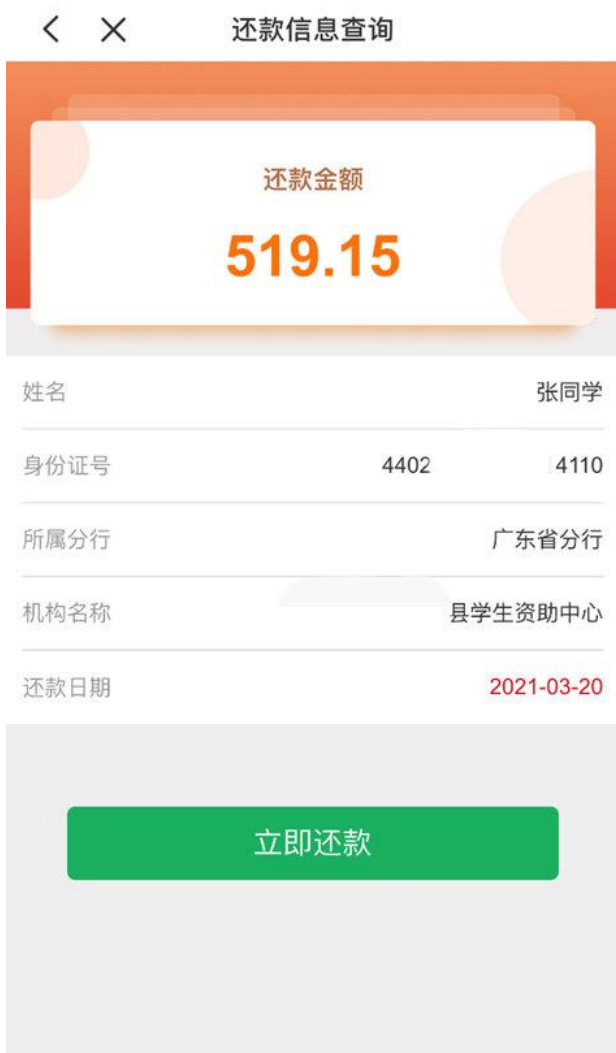 还款信息查询
还款金额
519.15
姓名 张同学
身份证号 4402 4110
所属分行 广东省分行
机构名称 县学生资助中心
还款日期 2021-03-20
立即还款